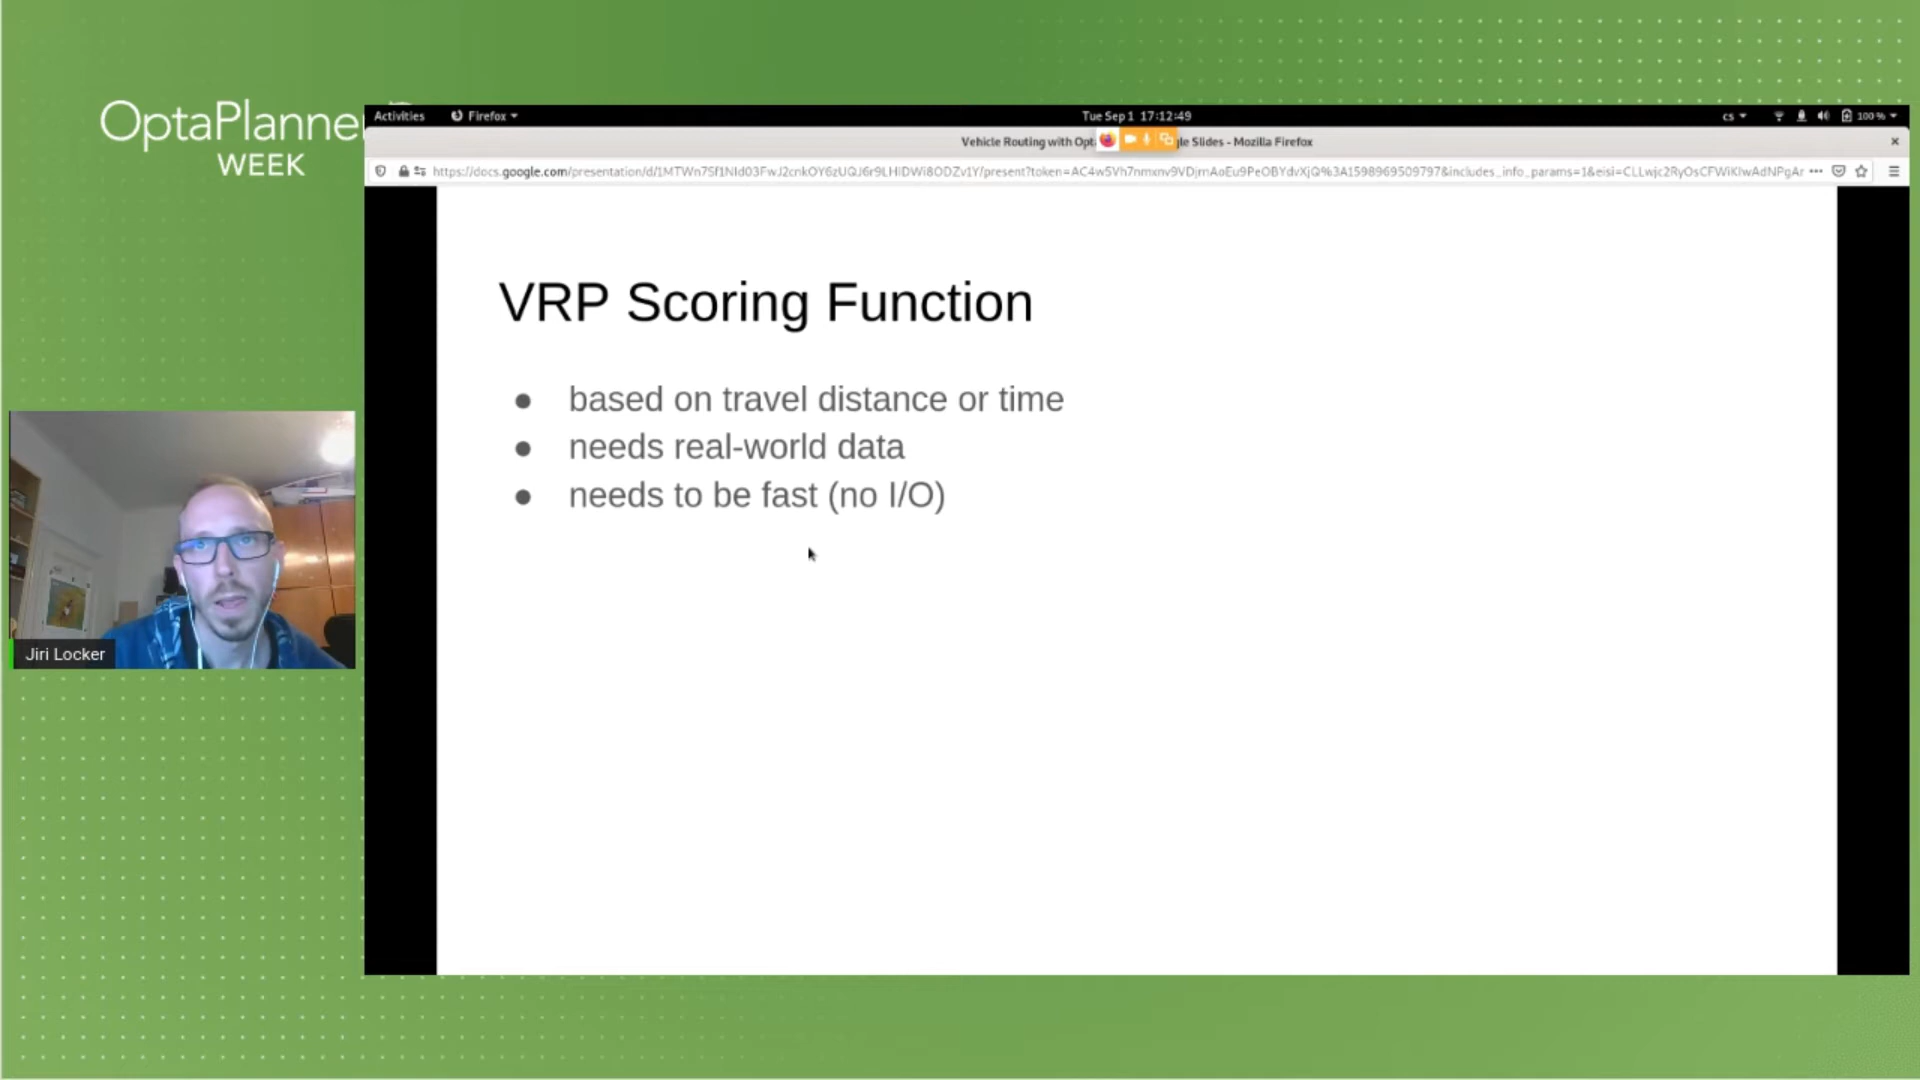 OptaPlanne
WEEK
Activities Firefox
Tue Sep 1 17:12:49
cs
100 %
Vehicle Routing with Opt
le Slides - Mozilla Firefox
VRP Scoring Function
● based on travel distance or time
● needs real-world data
● needs to be fast (no I/O)
Jiri Locker